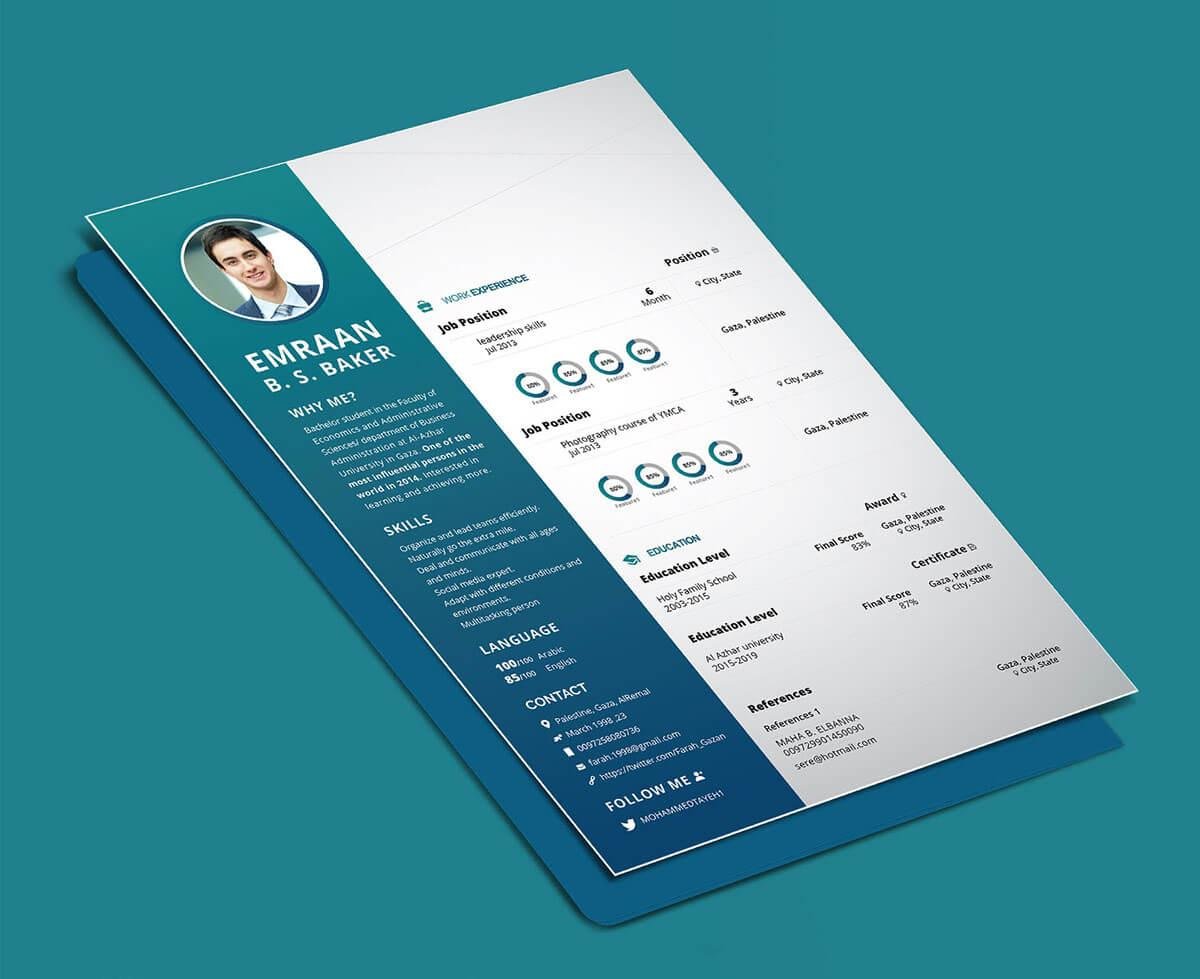 EMRAAN
B. S. BAKER
WHY ME?
Bachelor student in the Faculty of
Economics and Administrative
Sciences/ department of Business
Administration at Al-Azhar
University in Gaza. One of the
most influential persons in the
world in 2014. Interested in
learning and achieving more.
SKILLS
Organize and lead teams efficiently.
Naturally go the extra mile.
Deal and communicate with all ages
and minds.
Social media expert.
Adapt with different conditions and
environments.
Multitasking person
LANGUAGE
100/100 Arabic
85/100 English
CONTACT
Palestine, Gaza, AlRemal
March 1998 ,23
0097258080736
farah.1998@gmail.com
https://twitter.com/Farah_Gazan
FOLLOW ME
MOHAMMEDTAYEH1
WORK EXPERIENCE
Position
Job Position
6
Month
City, State
leadership skills
Jul 2013
Gaza, Palestine
80% 85% 85% 85%
Feature1 Feature1 Feature1 Feature1
Job Position
3
Years
City, State
Photography course of YMCA
Jul 2013
Gaza, Palestine
80% 85% 85% 85%
Feature1 Feature1 Feature1 Feature1
EDUCATION
Award
Education Level
Final Score
83%
Gaza, Palestine
City, State
Holy Family School
2003-2015
Certificate
Education Level
Final Score
87%
Gaza, Palestine
City, State
Al Azhar university
2015-2019
References
Gaza, Palestine
City, State
References 1
MAHA B. ELBANNA
009729901450090
sere@hotmail.com